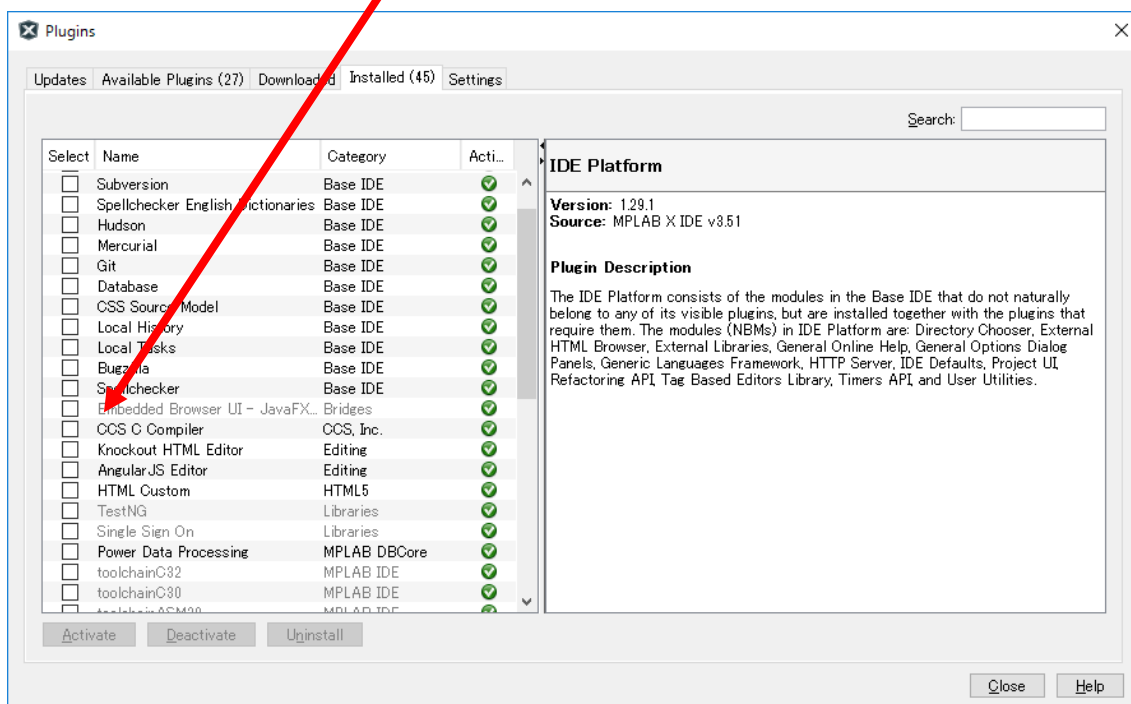 Plugins
Updates Available Plugins (27) Downloaded Installed (45) Settings
Search:
Select Name Category Acti...
Subversion Base IDE
Spellchecker English Dictionaries Base IDE
Hudson Base IDE
Mercurial Base IDE
Git Base IDE
Database Base IDE
CSS Source Model Base IDE
Local History Base IDE
Local Tasks Base IDE
Bugzilla Base IDE
Spellchecker Base IDE
Embedded Browser UI - JavaFX... Bridges
CCS C Compiler CCS, Inc.
Knockout HTML Editor Editing
AngularJS Editor Editing
HTML Custom HTML5
TestNG Libraries
Single Sign On Libraries
Power Data Processing MPLAB DBCore
toolchainC32 MPLAB IDE
toolchainC30 MPLAB IDE
MPLAB IDE
Activate Deactivate Uninstall
IDE Platform
Version: 1.29.1
Source: MPLAB X IDE v3.51
Plugin Description
The IDE Platform consists of the modules in the Base IDE that do not naturally
belong to any of its visible plugins, but are installed together with the plugins that
require them. The modules (NBMs) in IDE Platform are: Directory Chooser, External
HTML Browser, External Libraries, General Online Help, General Options Dialog
Panels, Generic Languages Framework, HTTP Server, IDE Defaults, Project UI,
Refactoring API, Tag Based Editors Library, Timers API, and User Utilities.
Close Help